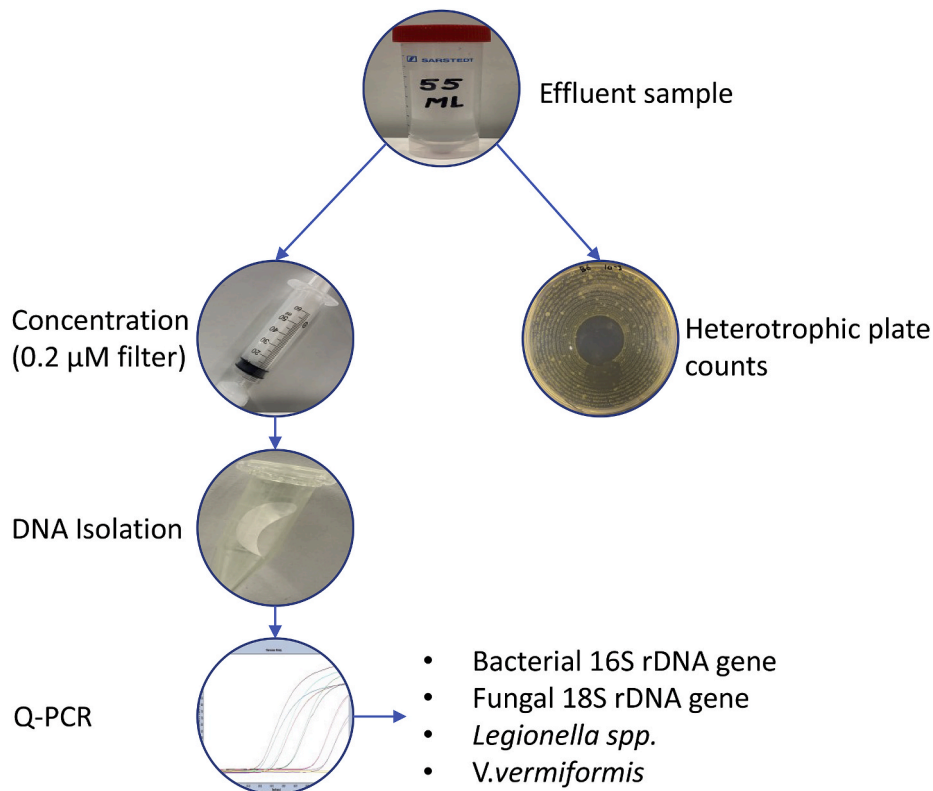 SARSTEDT
55
ML
Effluent sample
Concentration
(0.2 µM filter)
Heterotrophic plate
counts
DNA Isolation
Q-PCR
• Bacterial 16S rDNA gene
• Fungal 18S rDNA gene
• Legionella spp.
• V.vermiformis